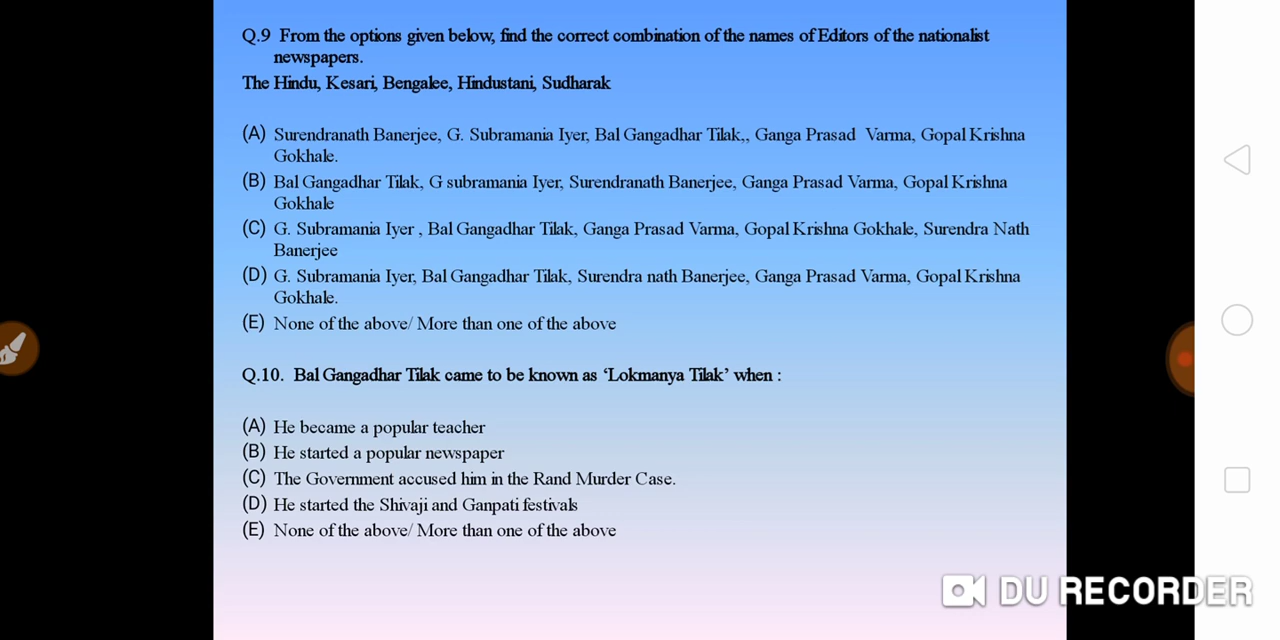 Q.9 From the options given below, find the correct combination of the names of Editors of the nationalist
newspapers.
The Hindu, Kesari, Bengalee, Hindustani, Sudharak
(A) Surendranath Banerjee, G. Subramania Iyer, Bal Gangadhar Tilak,, Ganga Prasad Varma, Gopal Krishna
Gokhale.
(B) Bal Gangadhar Tilak, G subramania Iyer, Surendranath Banerjee, Ganga Prasad Varma, Gopal Krishna
Gokhale
(C) G. Subramania Iyer , Bal Gangadhar Tilak, Ganga Prasad Varma, Gopal Krishna Gokhale, Surendra Nath
Banerjee
(D) G. Subramania Iyer, Bal Gangadhar Tilak, Surendra nath Banerjee, Ganga Prasad Varma, Gopal Krishna
Gokhale.
(E) None of the above/ More than one of the above
Q.10. Bal Gangadhar Tilak came to be known as ‘Lokmanya Tilak’ when :
(A) He became a popular teacher
(B) He started a popular newspaper
(C) The Government accused him in the Rand Murder Case.
(D) He started the Shivaji and Ganpati festivals
(E) None of the above/ More than one of the above
DU RECORDER